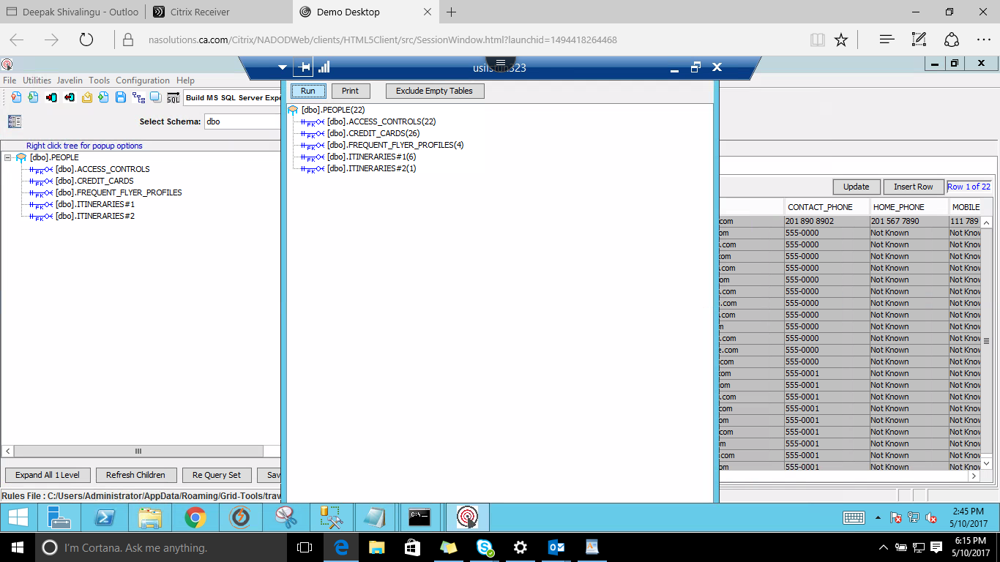 Deepak Shivalingu - Outloo
Citrix Receiver
Demo Desktop
nasolutions.ca.com/Citrix/NADODWeb/clients/HTML5Client/src/SessionWindow.html?launchid=1494418264468
File Utilities Javelin Tools Configuration Help
SQL
Build MS SQL Server Exp
Select Schema: dbo
Right click tree for popup options
[dbo].PEOPLE
FK [dbo].ACCESS_CONTROLS
FK [dbo].CREDIT_CARDS
FK [dbo].FREQUENT_FLYER_PROFILES
FK [dbo].ITINERARIES#1
FK [dbo].ITINERARIES#2
Expand All 1 Level
Refresh Children
Re Query Set
Sav
Rules File : C:/Users/Administrator/AppData/Roaming/Grid-Tools/trav
Run
Print
Exclude Empty Tables
[dbo].PEOPLE(22)
FK [dbo].ACCESS_CONTROLS(22)
FK [dbo].CREDIT_CARDS(26)
FK [dbo].FREQUENT_FLYER_PROFILES(4)
FK [dbo].ITINERARIES#1(6)
FK [dbo].ITINERARIES#2(1)
Update
Insert Row
Row 1 of 22
CONTACT_PHONE HOME_PHONE MOBILE
.com 201 890 8902 201 567 7890 111 789
om 555-0000 Not Known Not Know
.com 555-0000 Not Known Not Know
com 555-0000 Not Known Not Know
.com 555-0000 Not Known Not Know
om 555-0000 Not Known Not Know
.com 555-0000 Not Known Not Know
.com 555-0000 Not Known Not Know
.com 555-0000 Not Known Not Know
m 555-0000 Not Known Not Know
.com 555-0000 Not Known Not Know
e.com 555-0000 Not Known Not Know
com 555-0000 Not Known Not Know
.com 555-0001 Not Known Not Know
om 555-0001 Not Known Not Know
.com 555-0001 Not Known Not Know
com 555-0001 Not Known Not Know
om 555-0001 Not Known Not Know
com 555-0001 Not Known Not Know
m 555-0001 Not Known Not Know
.com 555-0001 Not Known Not Know
om 555-0001 Not Known Not Know
2:45 PM
5/10/2017
I'm Cortana. Ask me anything.
6:15 PM
5/10/2017